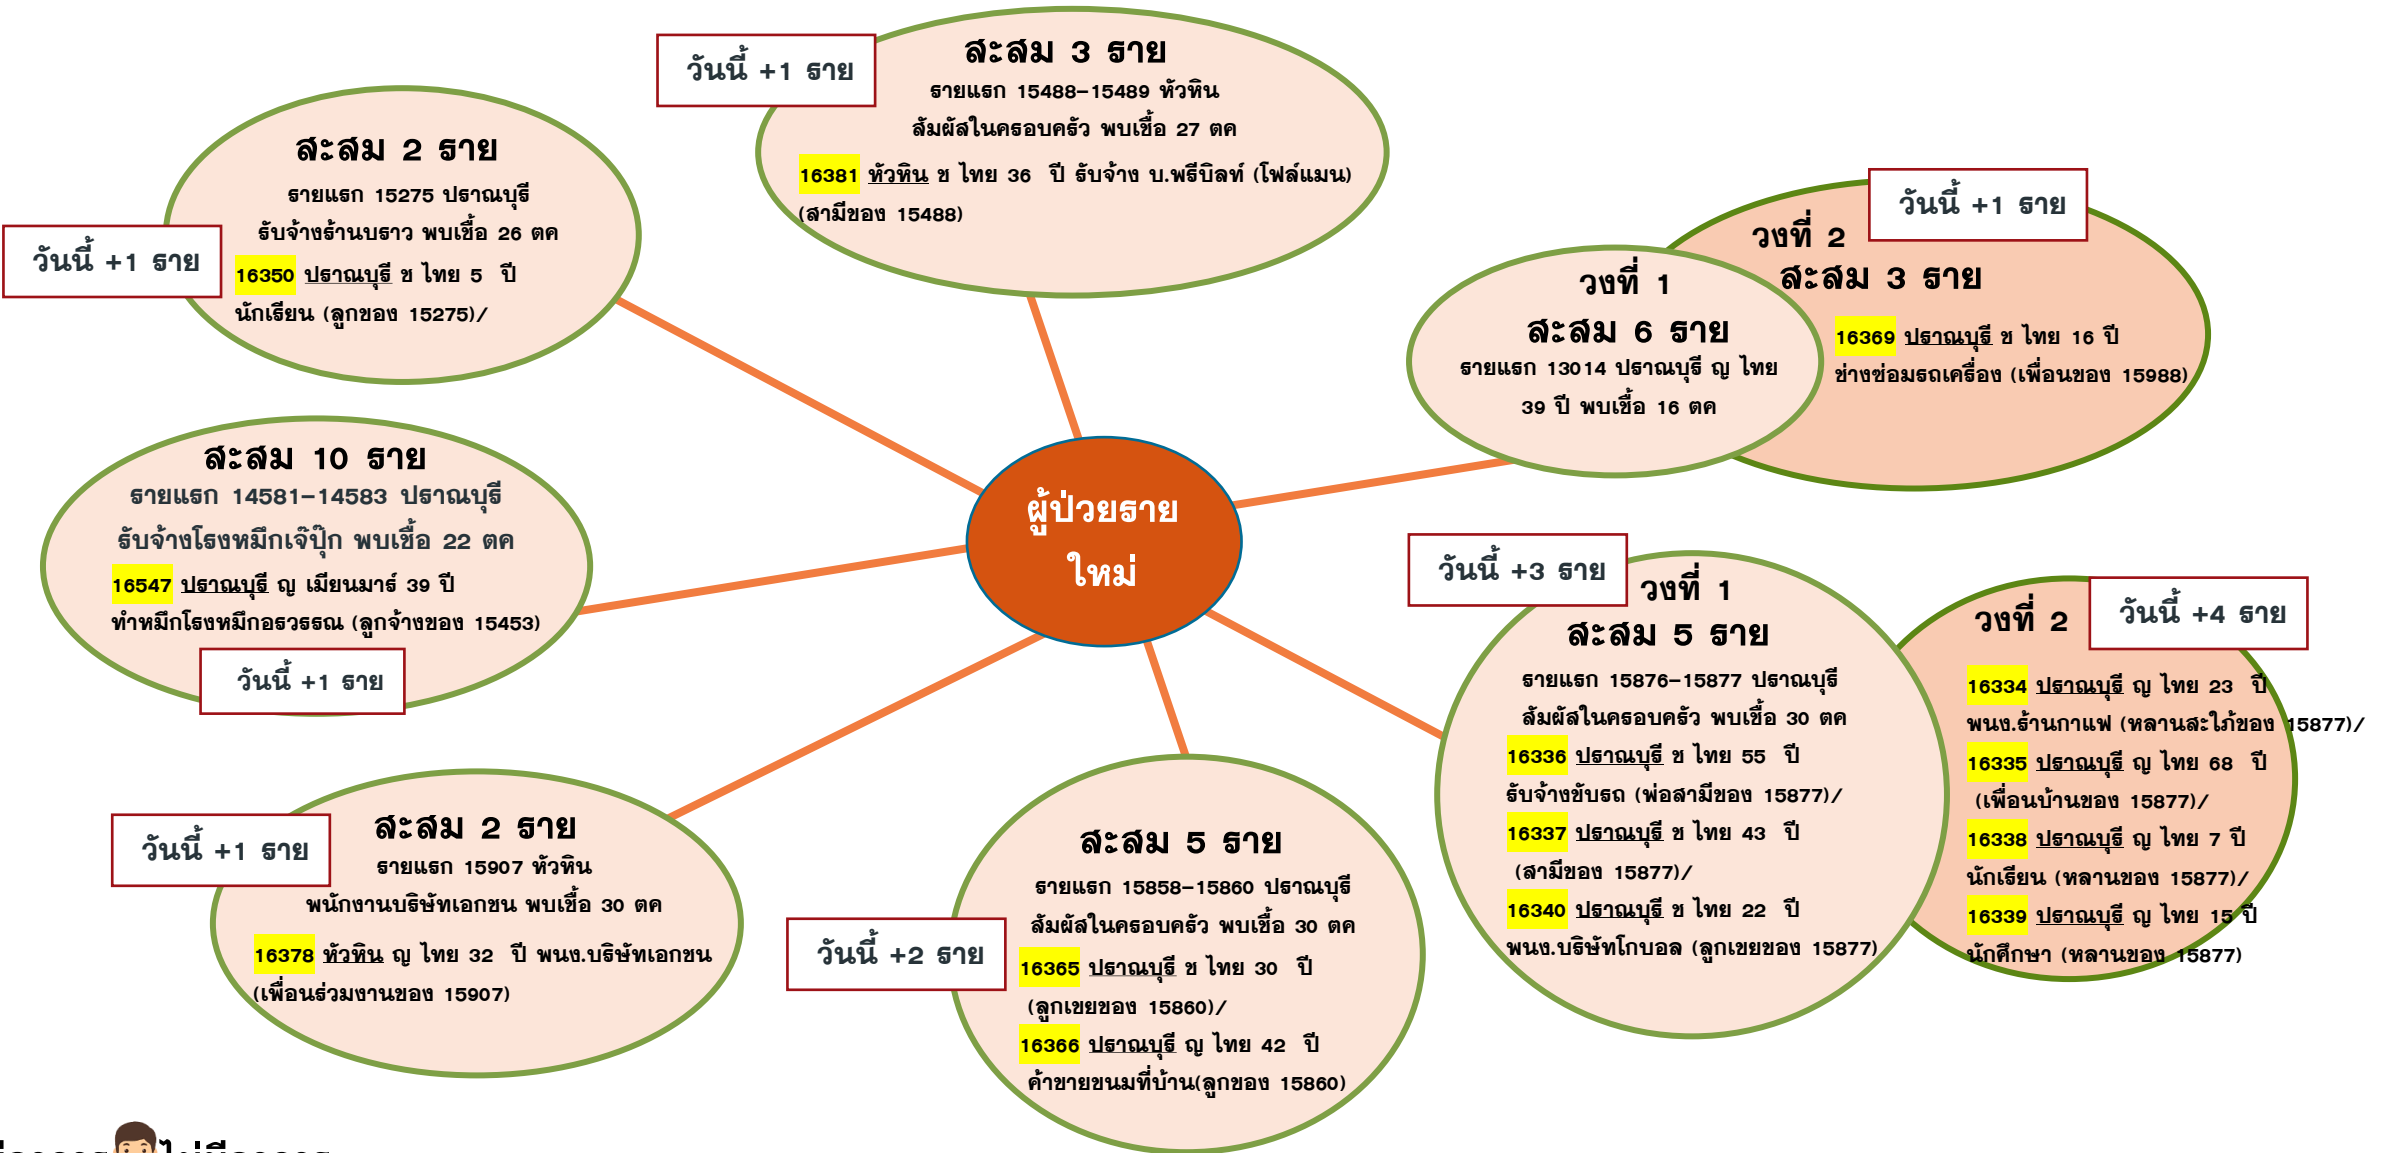 วันนี้ +1 ราย
สะสม 3 ราย
รายแรก 15488-15489 หัวหิน
สัมผัสในครอบครัว พบเชื้อ 27 ตค
16381 หัวหิน ช ไทย 36 ปี รับจ้าง บ.พรีบิลท์ (โฟล์แมน)
(สามีของ 15488)
วันนี้ +1 ราย
สะสม 2 ราย
รายแรก 15275 ปราณบุรี
รับจ้างร้านบราว พบเชื้อ 26 ตค
16350 ปราณบุรี ช ไทย 5 ปี
นักเรียน (ลูกของ 15275)/
วันนี้ +1 ราย
วงที่ 2
สะสม 3 ราย
16369 ปราณบุรี ช ไทย 16 ปี
ช่างซ่อมรถเครื่อง (เพื่อนของ 15988)
วงที่ 1
สะสม 6 ราย
รายแรก 13014 ปราณบุรี ญ ไทย
39 ปี พบเชื้อ 16 ตค
สะสม 10 ราย
รายแรก 14581-14583 ปราณบุรี
รับจ้างโรงหมึกเจ๊ปุ๊ก พบเชื้อ 22 ตค
16547 ปราณบุรี ญ เมียนมาร์ 39 ปี
ทำหมึกโรงหมึกอรวรรณ (ลูกจ้างของ 15453)
วันนี้ +1 ราย
ผู้ป่วยราย
ใหม่
วันนี้ +3 ราย
วงที่ 1
สะสม 5 ราย
รายแรก 15876-15877 ปราณบุรี
สัมผัสในครอบครัว พบเชื้อ 30 ตค
16336 ปราณบุรี ช ไทย 55 ปี
รับจ้างขับรถ (พ่อสามีของ 15877)/
16337 ปราณบุรี ช ไทย 43 ปี
(สามีของ 15877)/
16340 ปราณบุรี ช ไทย 22 ปี
พนง.บริษัทโกบอล (ลูกเขยของ 15877)
วงที่ 2
วันนี้ +4 ราย
16334 ปราณบุรี ญ ไทย 23 ปี
พนง.ร้านกาแฟ (หลานสะใภ้ของ 15877)/
16335 ปราณบุรี ญ ไทย 68 ปี
(เพื่อนบ้านของ 15877)/
16338 ปราณบุรี ญ ไทย 7 ปี
นักเรียน (หลานของ 15877)/
16339 ปราณบุรี ญ ไทย 15 ปี
นักศึกษา (หลานของ 15877)
วันนี้ +1 ราย
สะสม 2 ราย
รายแรก 15907 หัวหิน
พนักงานบริษัทเอกชน พบเชื้อ 30 ตค
16378 หัวหิน ญ ไทย 32 ปี พนง.บริษัทเอกชน
(เพื่อนร่วมงานของ 15907)
วันนี้ +2 ราย
สะสม 5 ราย
รายแรก 15858-15860 ปราณบุรี
สัมผัสในครอบครัว พบเชื้อ 30 ตค
16365 ปราณบุรี ช ไทย 30 ปี
(ลูกเขยของ 15860)/
16366 ปราณบุรี ญ ไทย 42 ปี
ค้าขายขนมที่บ้าน(ลูกของ 15860)